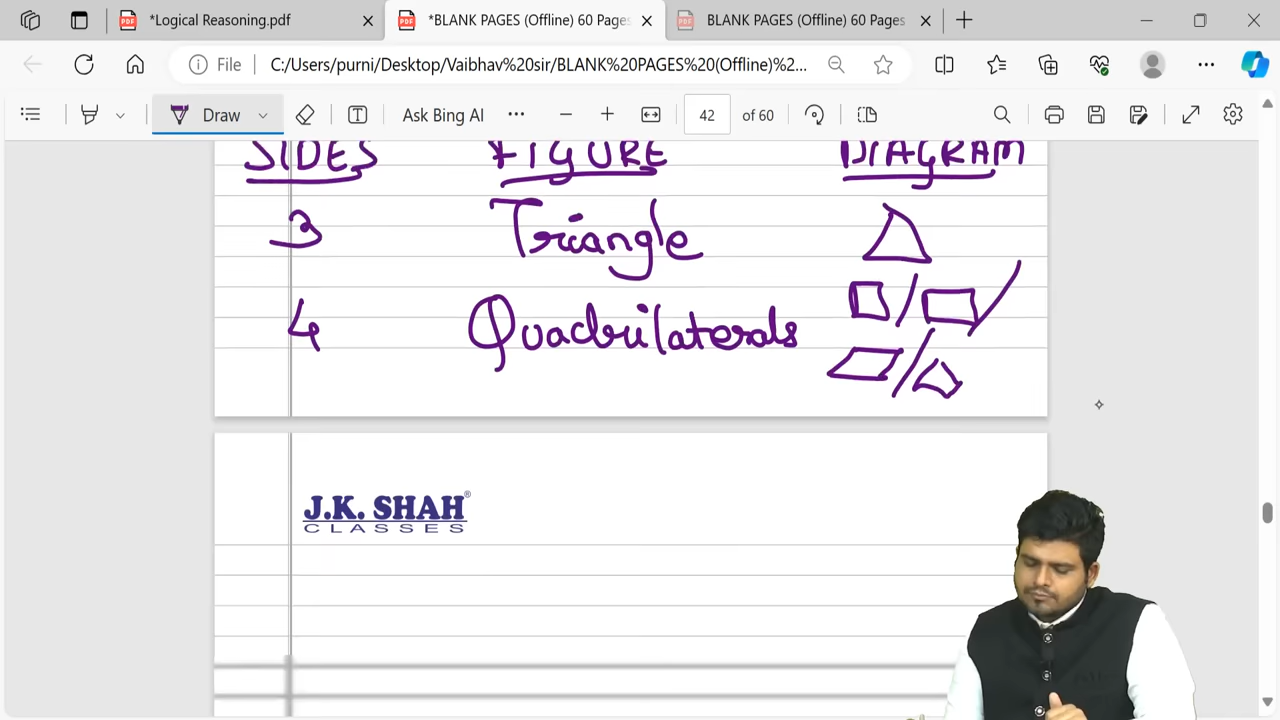 *Logical Reasoning.pdf
*BLANK PAGES (Offline) 60 Pages
BLANK PAGES (Offline) 60 Pages
File
C:/Users/purni/Desktop/Vaibhav%20sir/BLANK%20PAGES%20(Offline)%2...
Draw
Ask Bing AI
42 of 60
SIDES FIGURE DIAGRAM
3 Triangle
4 Quadrilaterals
J.K. SHAH®
CLASSES